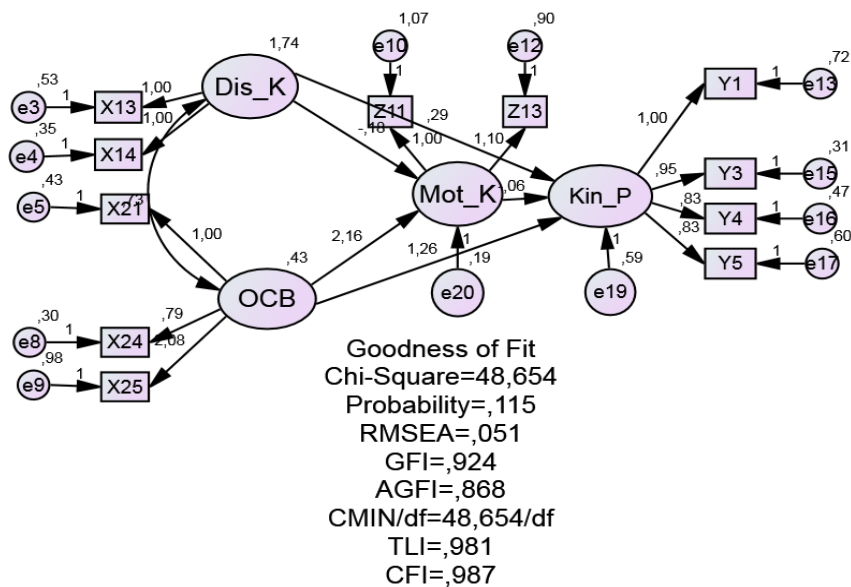 1,07
,90
e10
e12
1,74
,72
,53
1
1
Y1
1
e13
e3
1
X13
1,00
Dis_K
Z11
,29
Z13
1,00
,35
1,00
-,18
1,00
1,10
,31
e4
1
X14
,95
Y3
1
e15
,43
Mot_K
,06
Kin_P
,83
,47
e5
1
X21
,73
Y4
1
e16
1,00
2,16
,83
,60
1,26
Y5
1
e17
,43
1
,19
1
,59
OCB
e20
e19
,30
,79
e8
1
X24
2,08
,98
e9
1
X25
Goodness of Fit
Chi-Square=48,654
Probability=,115
RMSEA=,051
GFI=,924
AGFI=,868
CMIN/df=48,654/df
TLI=,981
CFI=,987